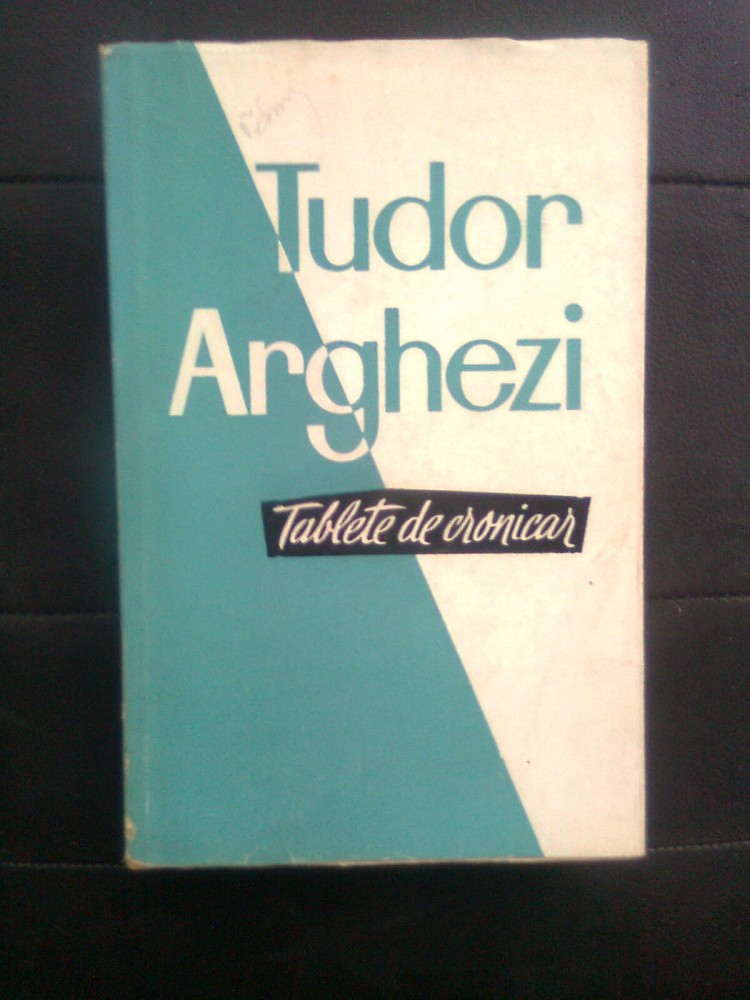 Tudor
Arghezi
Tablete de cronicar